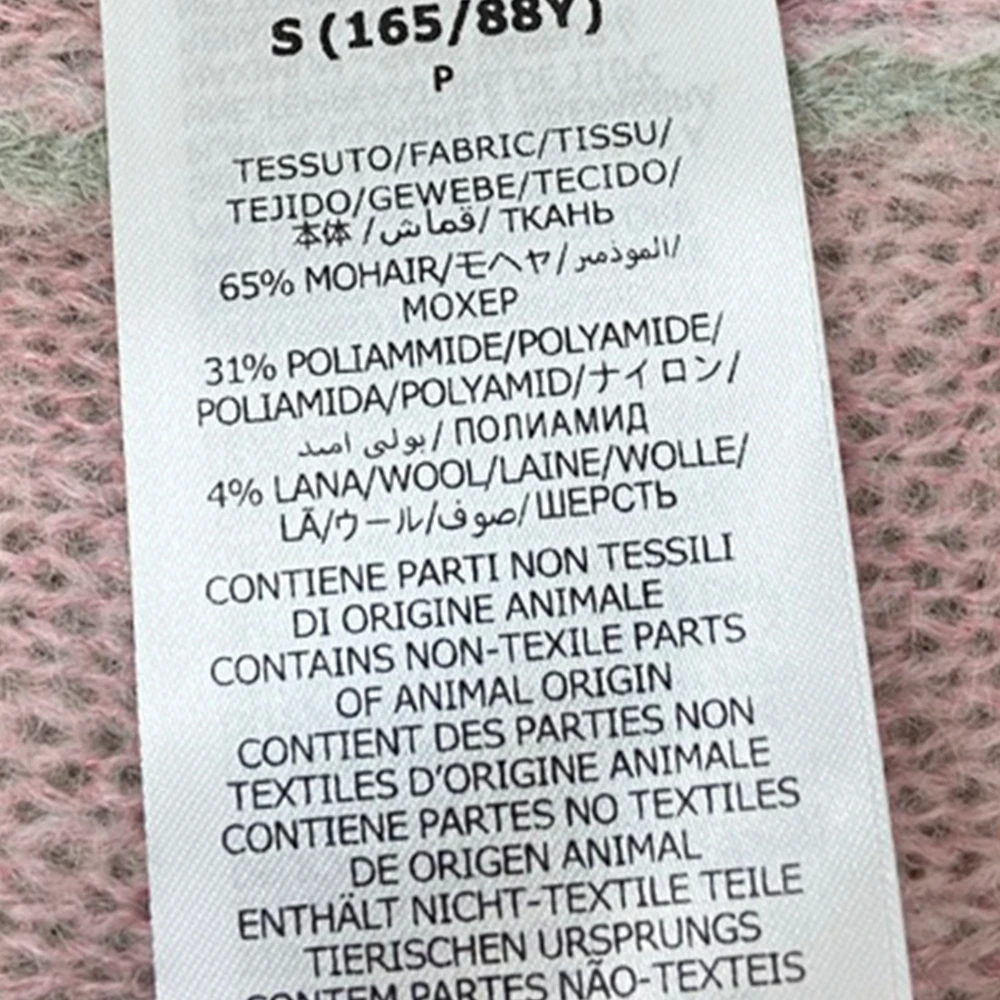 S (165/88Y)
P
TESSUTO/FABRIC/TISSU/
TEJIDO/GEWEBE/TECIDO/
本体 / قماش / ТКАНЬ
65% MOHAIR/モヘヤ/الموذمير/
МОХЕР
31% POLIAMMIDE/POLYAMIDE/
POLIAMIDA/POLYAMID/ナイロン/
بولي اميد / ПОЛИАМИД
4% LANA/WOOL/LAINE/WOLLE/
LÃ/ウール/صوف/ШЕРСТЬ
CONTIENE PARTI NON TESSILI
DI ORIGINE ANIMALE
CONTAINS NON-TEXILE PARTS
OF ANIMAL ORIGIN
CONTIENT DES PARTIES NON
TEXTILES D'ORIGINE ANIMALE
CONTIENE PARTES NO TEXTILES
DE ORIGEN ANIMAL
ENTHÄLT NICHT-TEXTILE TEILE
TIERISCHEN URSPRUNGS
CONTEM PARTES NÃO-TEXTEIS